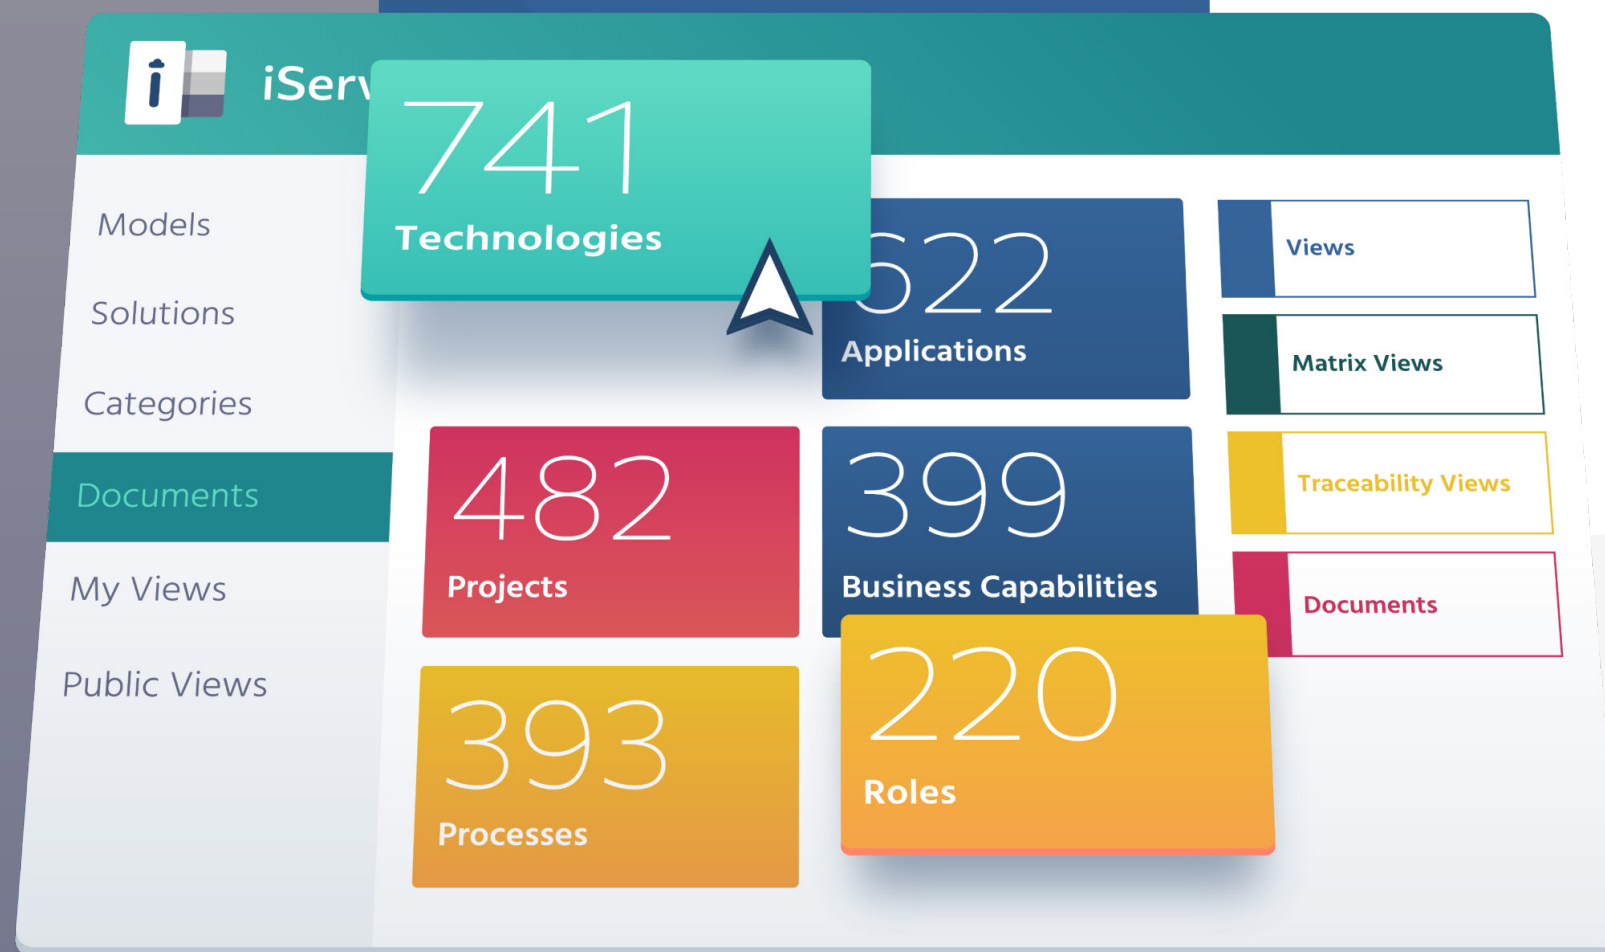 iServ
741
Technologies
Models
Solutions
Categories
Documents
My Views
Public Views
622
Applications
482
Projects
399
Business Capabilities
393
Processes
220
Roles
Views
Matrix Views
Traceability Views
Documents